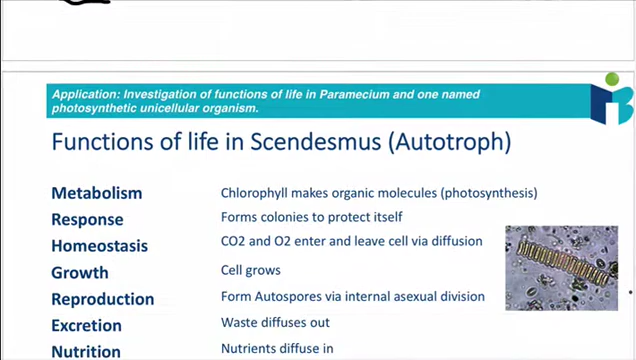 Application: Investigation of functions of life in Paramecium and one named
photosynthetic unicellular organism.
Functions of life in Scendesmus (Autotroph)
Metabolism Chlorophyll makes organic molecules (photosynthesis)
Response Forms colonies to protect itself
Homeostasis CO2 and O2 enter and leave cell via diffusion
Growth Cell grows
Reproduction Form Autospores via internal asexual division
Excretion Waste diffuses out
Nutrition Nutrients diffuse in